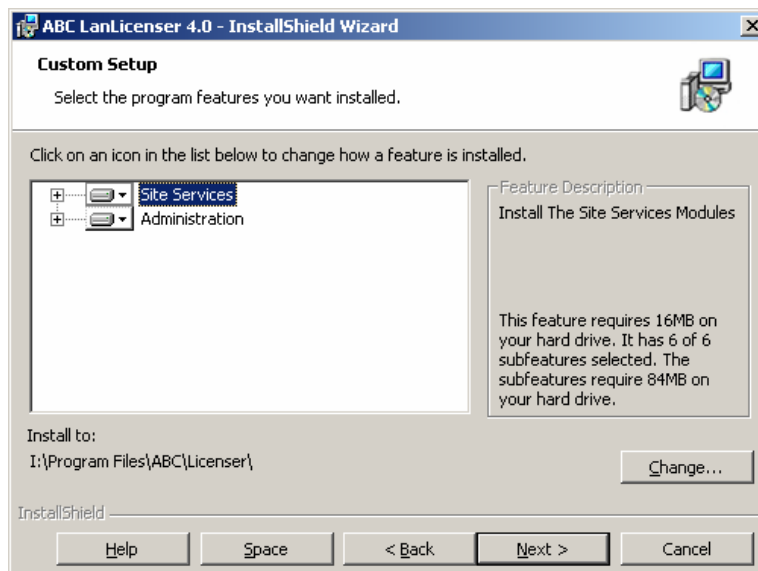 ABC LanLicenser 4.0 - InstallShield Wizard
Custom Setup
Select the program features you want installed.
Click on an icon in the list below to change how a feature is installed.
Site Services
Administration
Feature Description
Install The Site Services Modules
This feature requires 16MB on
your hard drive. It has 6 of 6
subfeatures selected. The
subfeatures require 84MB on
your hard drive.
Install to:
I:\Program Files\ABC\Licenser\
Change...
InstallShield
Help
Space
< Back
Next >
Cancel